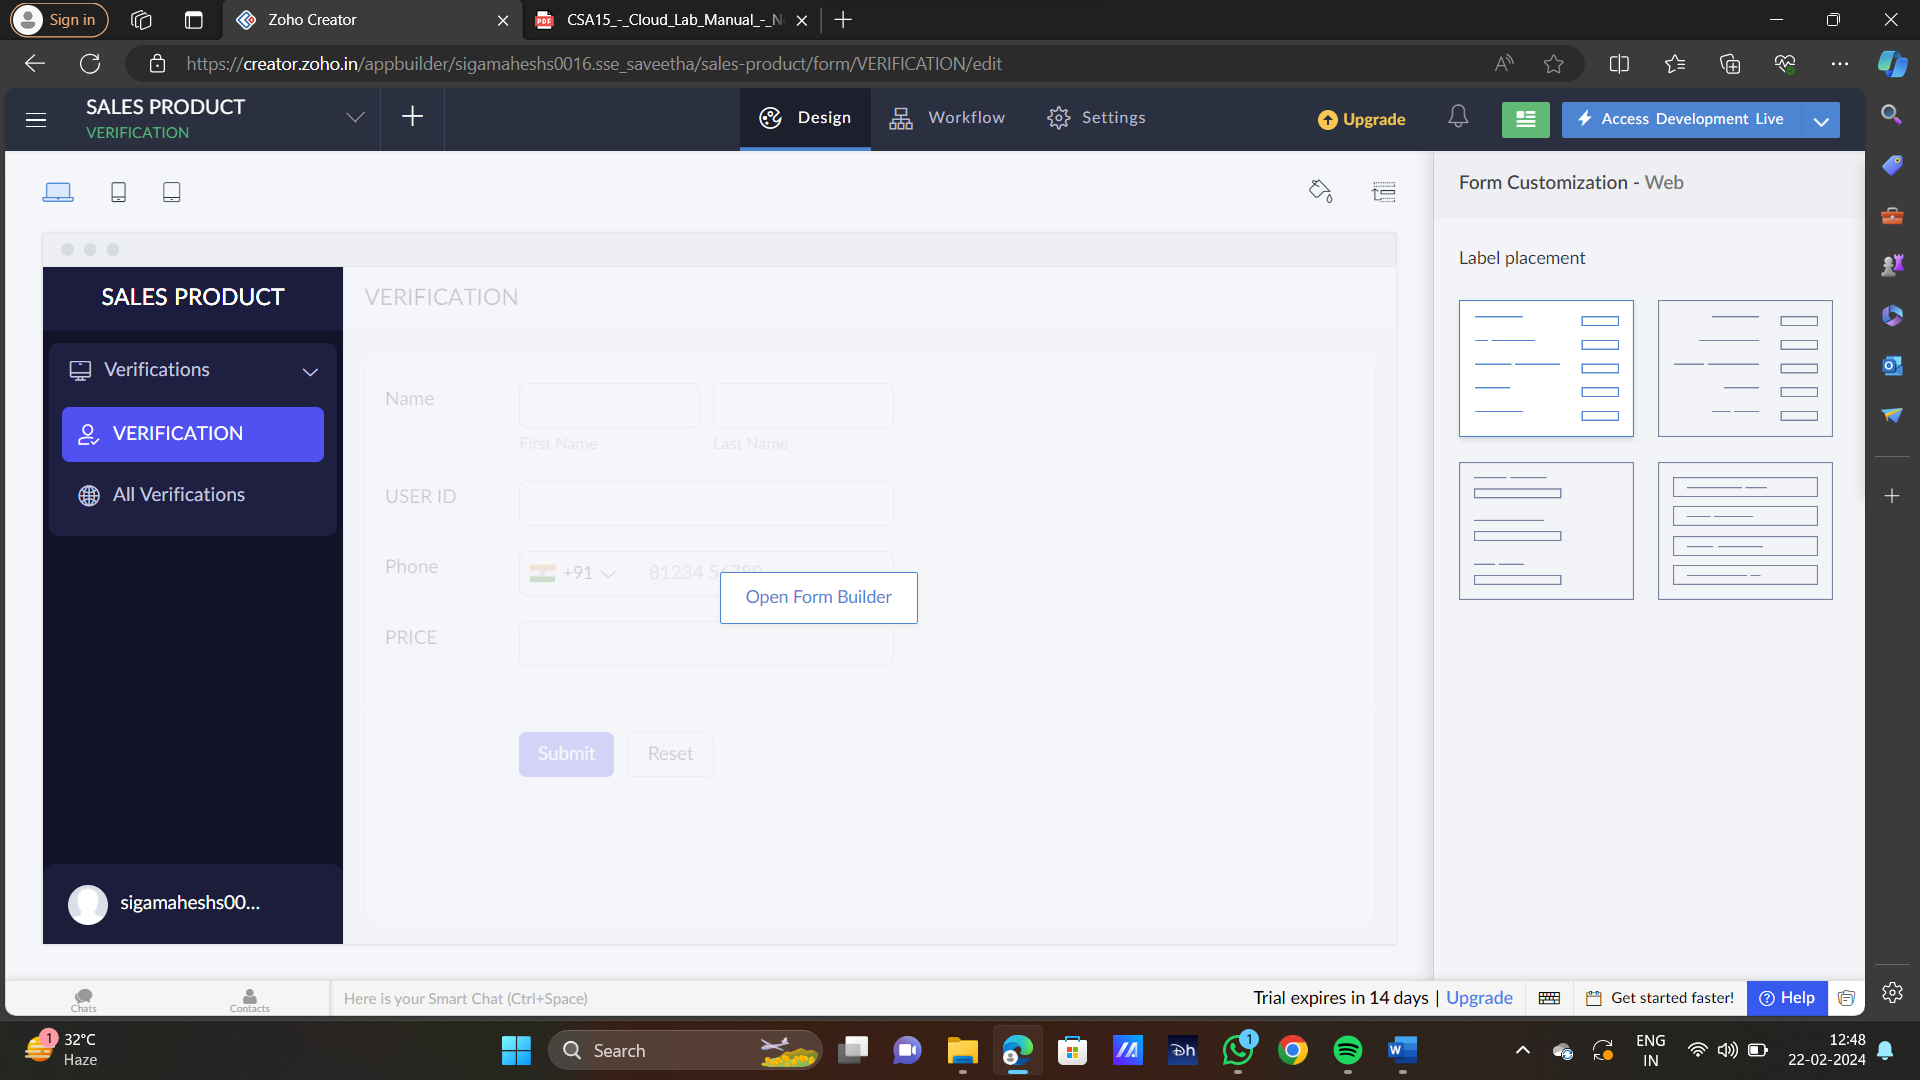 Sign in
Zoho Creator
CSA15_-_Cloud_Lab_Manual_-_N
https://creator.zoho.in/appbuilder/sigamaheshs0016.sse_saveetha/sales-product/form/VERIFICATION/edit
SALES PRODUCT
VERIFICATION
Design
Workflow
Settings
Upgrade
Access Development Live
Form Customization - Web
Label placement
SALES PRODUCT
VERIFICATION
Verifications
VERIFICATION
All Verifications
Name
First Name
Last Name
USER ID
Phone
+91
81234 56789
Open Form Builder
PRICE
Submit
Reset
sigamaheshs00...
Chats
Contacts
Here is your Smart Chat (Ctrl+Space)
Trial expires in 14 days | Upgrade
Get started faster!
Help
1
32°C
Haze
Search
1
ENG
IN
12:48
22-02-2024